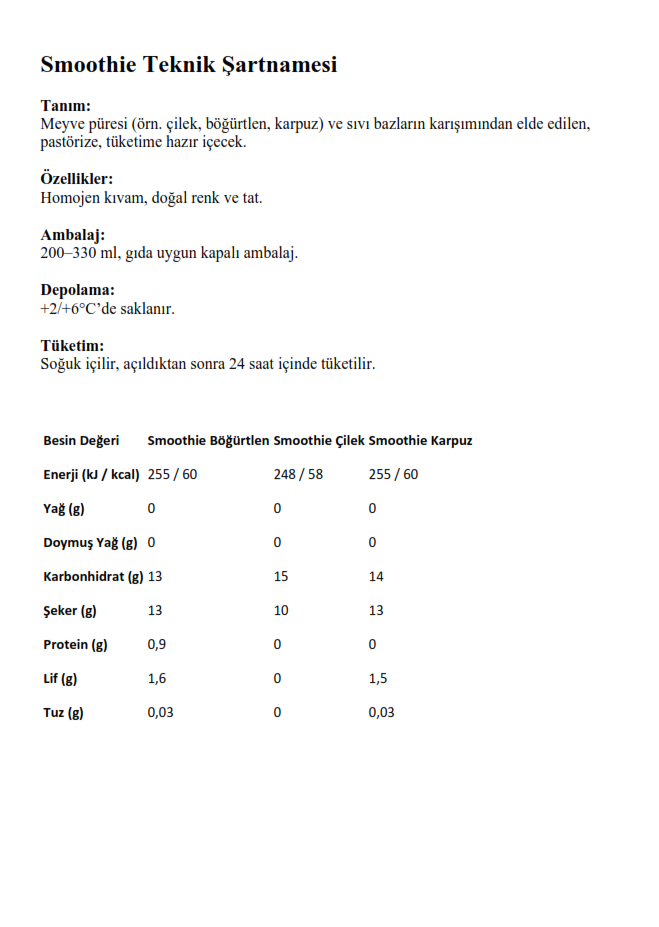 Smoothie Teknik Şartnamesi
Tanım:
Meyve püresi (örn. çilek, böğürtlen, karpuz) ve sıvı bazların karışımından elde edilen,
pastörize, tüketime hazır içecek.
Özellikler:
Homojen kıvam, doğal renk ve tat.
Ambalaj:
200–330 ml, gıda uygun kapalı ambalaj.
Depolama:
+2/+6°C’de saklanır.
Tüketim:
Soğuk içilir, açıldıktan sonra 24 saat içinde tüketilir.
Besin Değeri Smoothie Böğürtlen Smoothie Çilek Smoothie Karpuz
Enerji (kJ / kcal) 255 / 60 248 / 58 255 / 60
Yağ (g) 0 0 0
Doymuş Yağ (g) 0 0 0
Karbonhidrat (g) 13 15 14
Şeker (g) 13 10 13
Protein (g) 0,9 0 0
Lif (g) 1,6 0 1,5
Tuz (g) 0,03 0 0,03